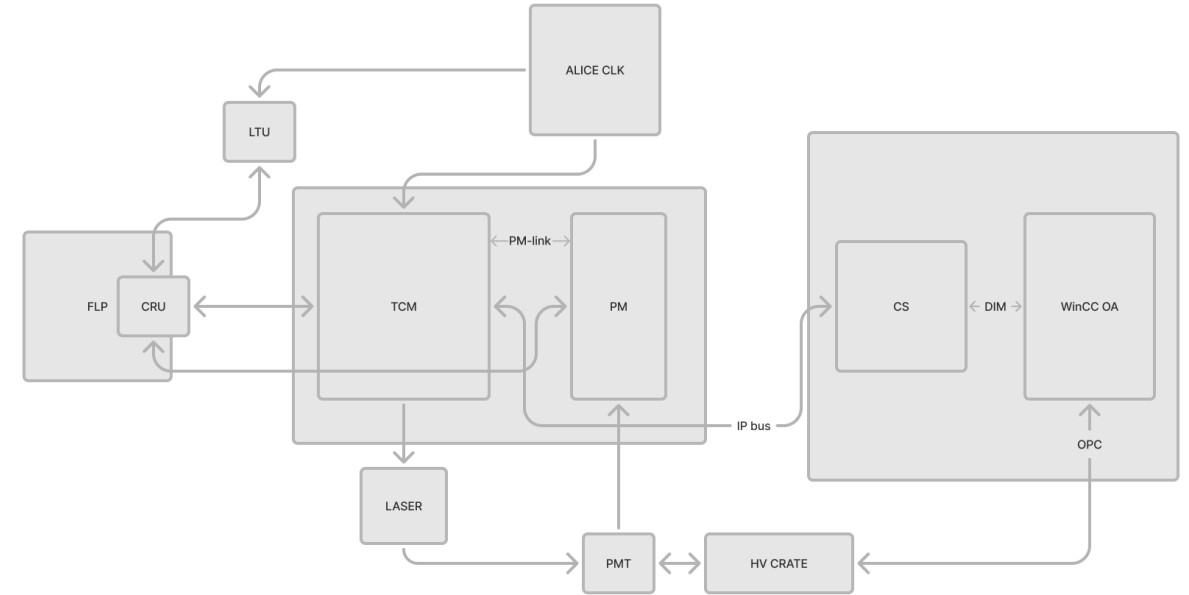 ALICE CLK
LTU
PM-link
FLP
CRU
TCM
PM
CS
DIM
WinCC OA
IP bus
OPC
LASER
PMT
HV CRATE